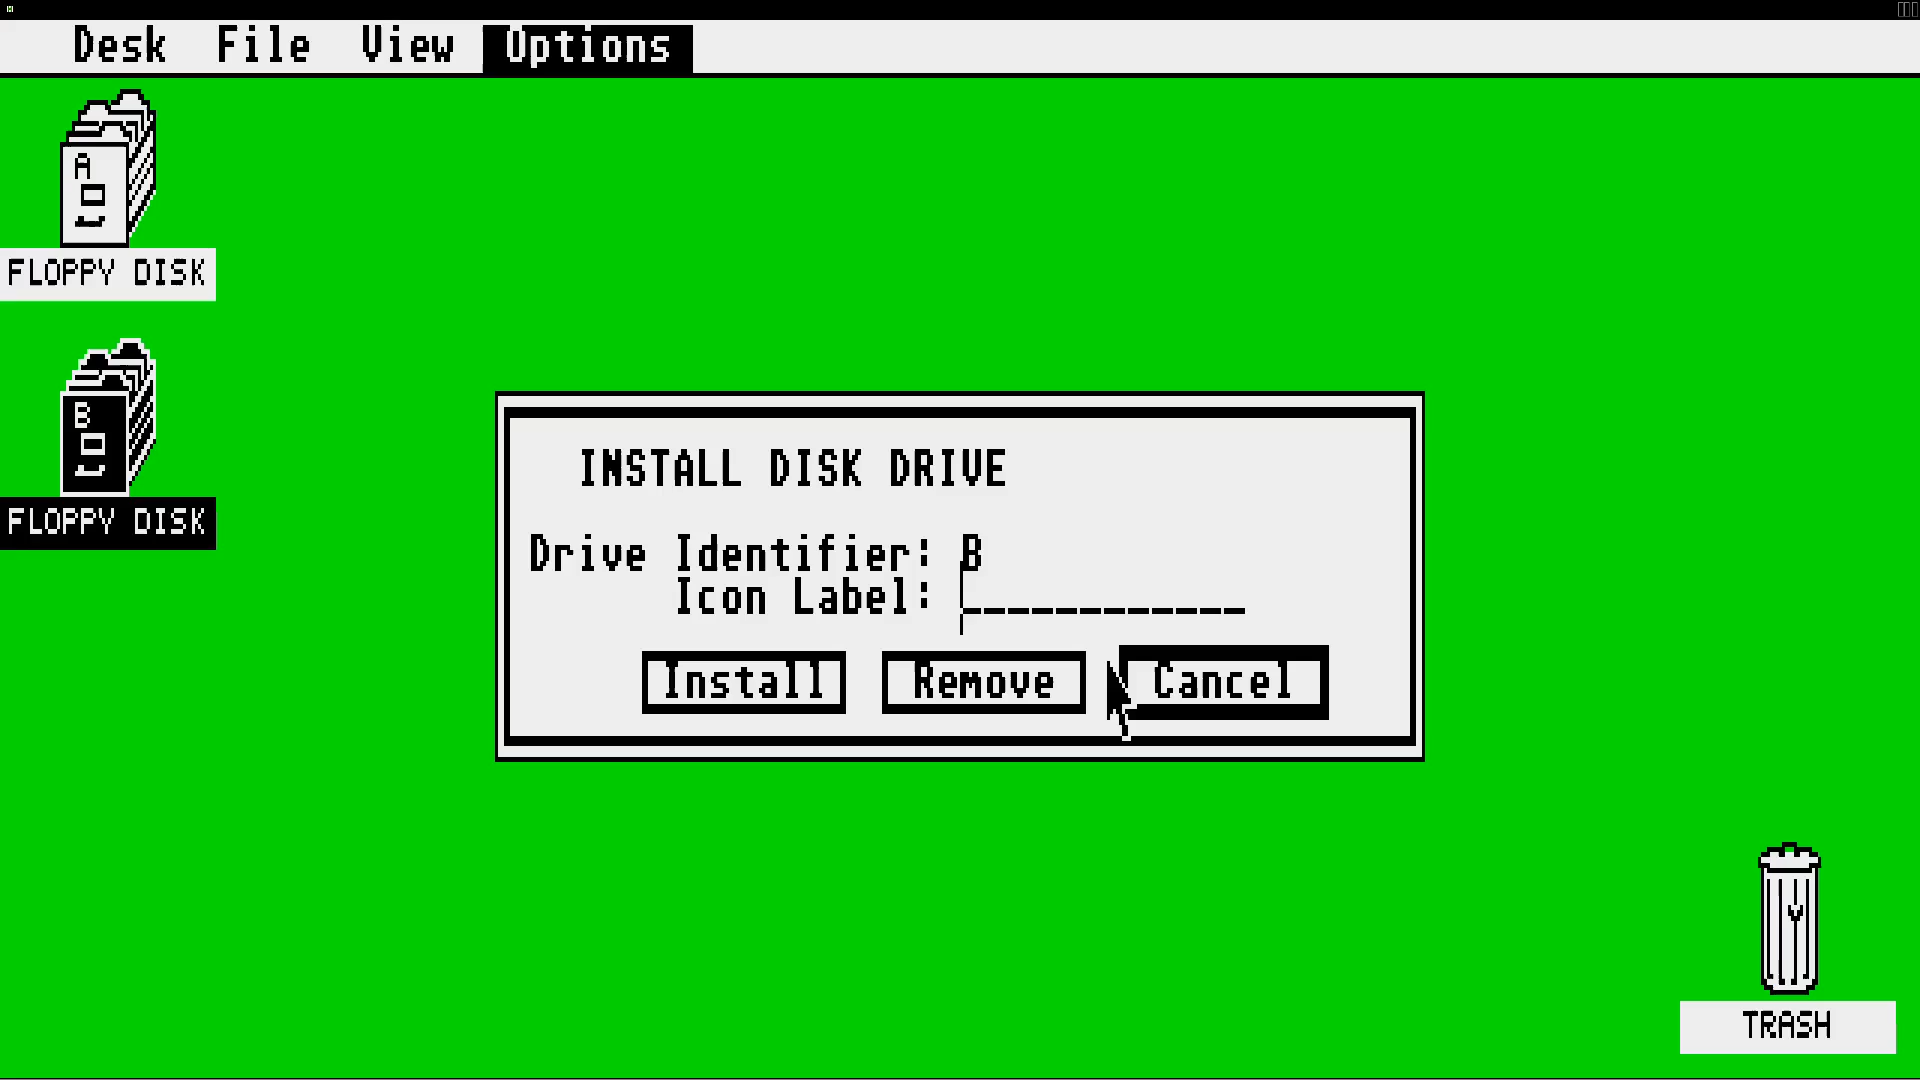 Desk File View Options
A
FLOPPY DISK
B
FLOPPY DISK
INSTALL DISK DRIVE
Drive Identifier: B
Icon Label: ____________
Install Remove Cancel
TRASH